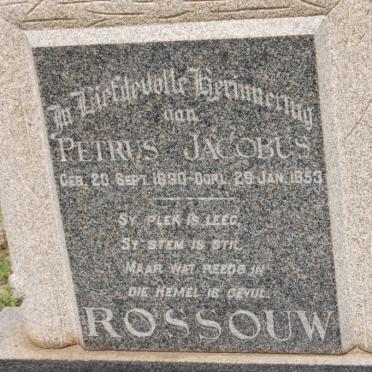 In Liefdevolle Herinnering
aan
PETRUS JACOBUS
GEB. 20 SEPT. 1890-OORL. 29 JAN. 1953
SY PLEK IS LEEG,
SY STEM IS STIL,
MAAR WAT REEDS IN
DIE HEMEL IS GEVUL.
ROSSOUW